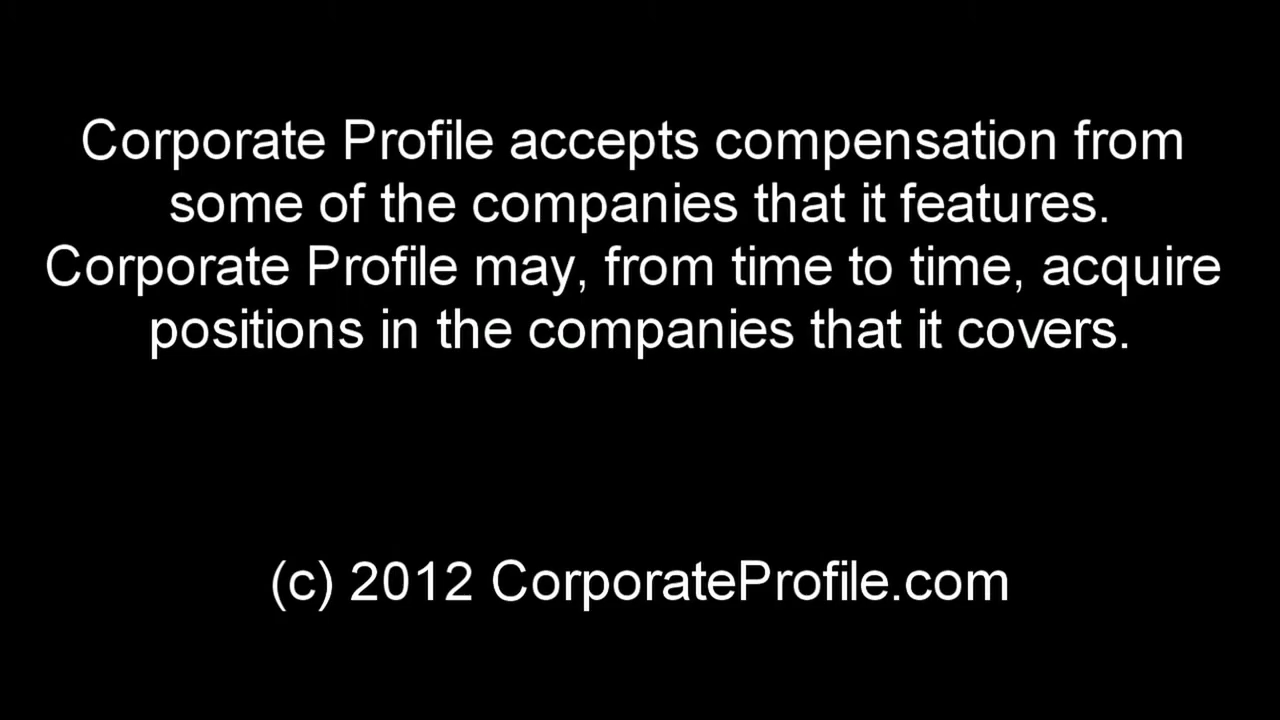 Corporate Profile accepts compensation from
some of the companies that it features.
Corporate Profile may, from time to time, acquire
positions in the companies that it covers.
(c) 2012 CorporateProfile.com